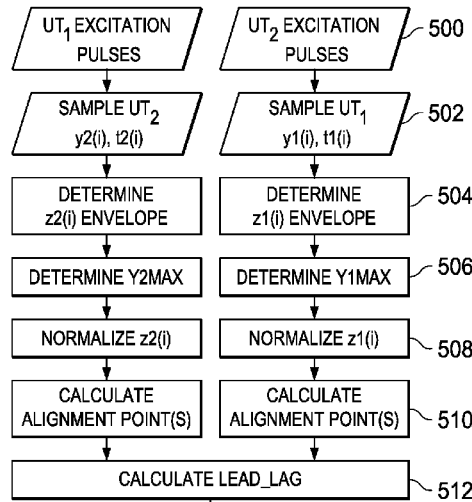 UT₁ EXCITATION
PULSES
UT₂ EXCITATION
PULSES
500
SAMPLE UT₂
y2(i), t2(i)
SAMPLE UT₁
y1(i), t1(i)
502
DETERMINE
z2(i) ENVELOPE
DETERMINE
z1(i) ENVELOPE
504
DETERMINE Y2MAX
DETERMINE Y1MAX
506
NORMALIZE z2(i)
NORMALIZE z1(i)
508
CALCULATE
ALIGNMENT POINT(S)
CALCULATE
ALIGNMENT POINT(S)
510
CALCULATE LEAD_LAG
512